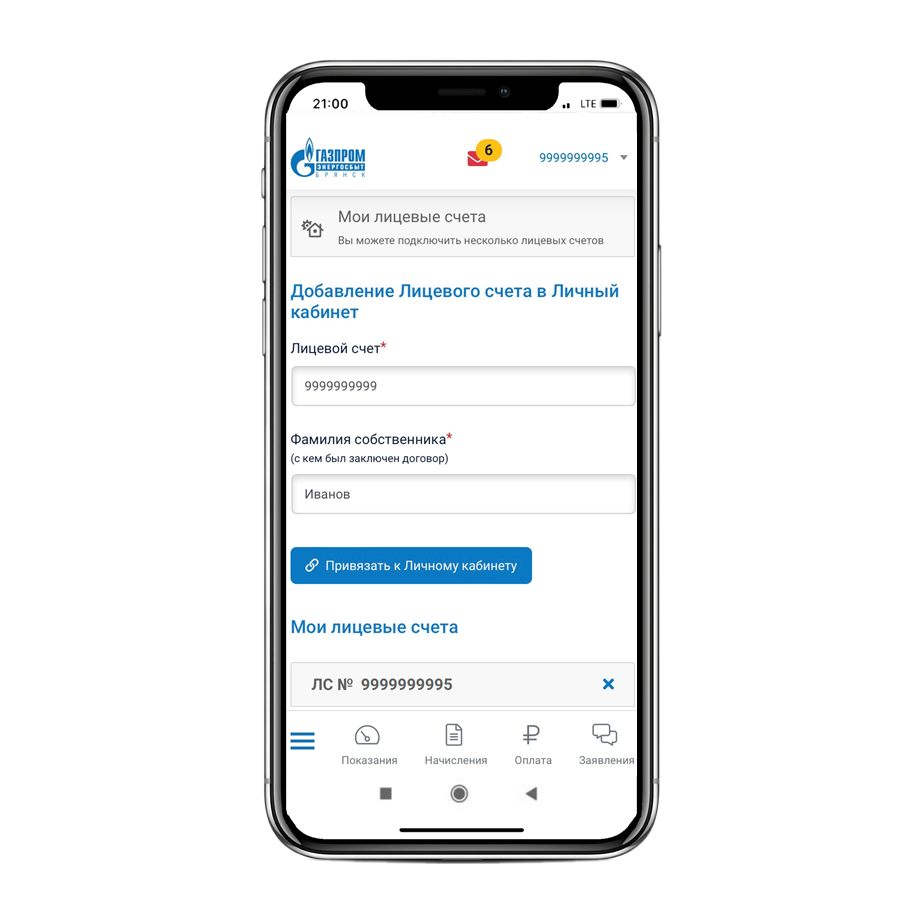 21:00
LTE
ГАЗПРОМ
ЭНЕРГОСБЫТ
БРЯНСК
6
9999999995
Мои лицевые счета
Вы можете подключить несколько лицевых счетов
Добавление Лицевого счета в Личный
кабинет
Лицевой счет*
9999999999
Фамилия собственника*
(с кем был заключен договор)
Иванов
Привязать к Личному кабинету
Мои лицевые счета
ЛС № 9999999995
Показания
Начисления
Оплата
Заявления